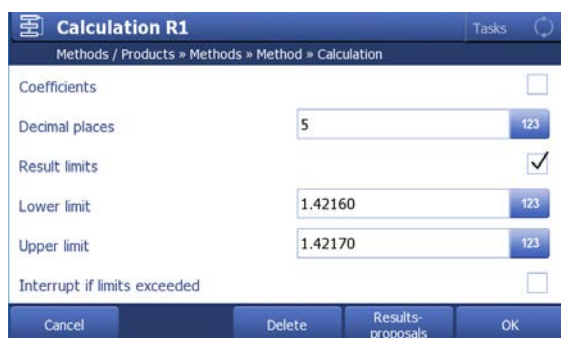 Calculation R1
Tasks
Methods / Products » Methods » Method » Calculation
Coefficients
Decimal places 5 123
Result limits
Lower limit 1.42160 123
Upper limit 1.42170 123
Interrupt if limits exceeded
Cancel Delete Results-
proposals OK